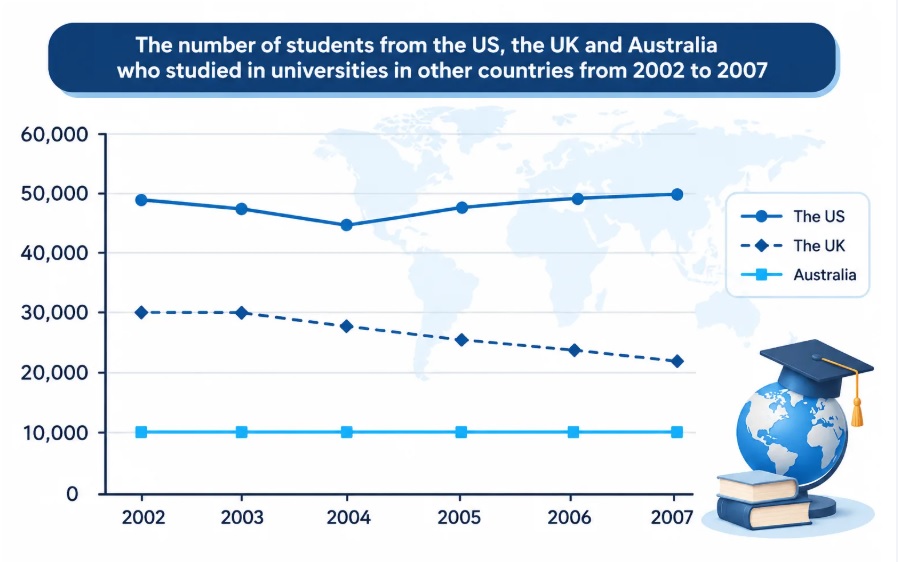 The number of students from the US, the UK and Australia
who studied in universities in other countries from 2002 to 2007
60,000
50,000
40,000
30,000
20,000
10,000
0
2002 2003 2004 2005 2006 2007
The US
The UK
Australia